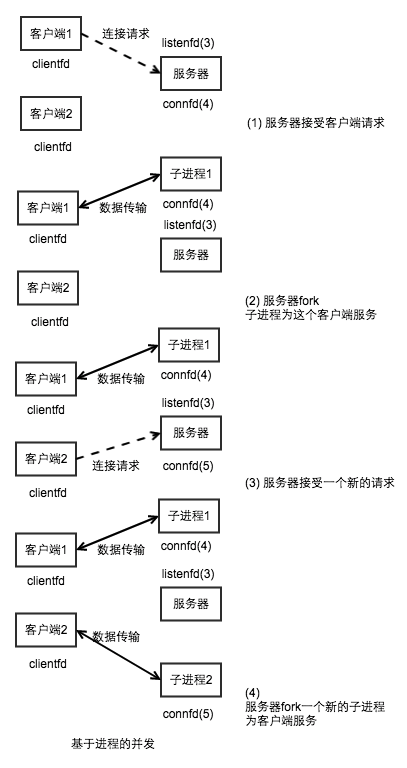 客户端1
连接请求
listenfd(3)
clientfd
服务器
connfd(4)
客户端2
(1) 服务器接受客户端请求
clientfd
子进程1
客户端1
数据传输
connfd(4)
clientfd
listenfd(3)
服务器
客户端2
(2) 服务器fork
子进程为这个客户端服务
clientfd
子进程1
客户端1
数据传输
connfd(4)
clientfd
listenfd(3)
客户端2
服务器
连接请求
connfd(5)
(3) 服务器接受一个新的请求
clientfd
子进程1
客户端1
数据传输
connfd(4)
clientfd
listenfd(3)
服务器
客户端2
数据传输
clientfd
子进程2
(4)
服务器fork一个新的子进程
为客户端服务
connfd(5)
基于进程的并发